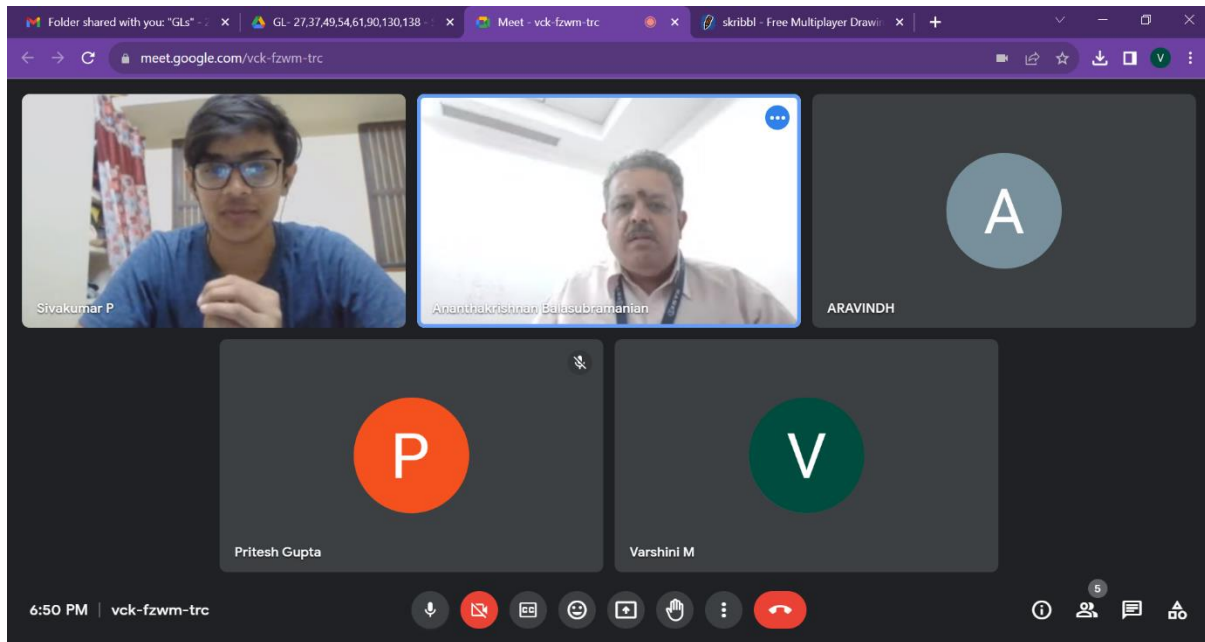 Folder shared with you: "GLs" - 2
GL- 27,37,49,54,61,90,130,138 -
Meet - vck-fzwm-trc
skribbl - Free Multiplayer Drawin
meet.google.com/vck-fzwm-trc
V
Sivakumar P
Ananthakrishnan Balasubramanian
A
ARAVINDH
P
Pritesh Gupta
V
Varshini M
6:50 PM | vck-fzwm-trc
CC
5